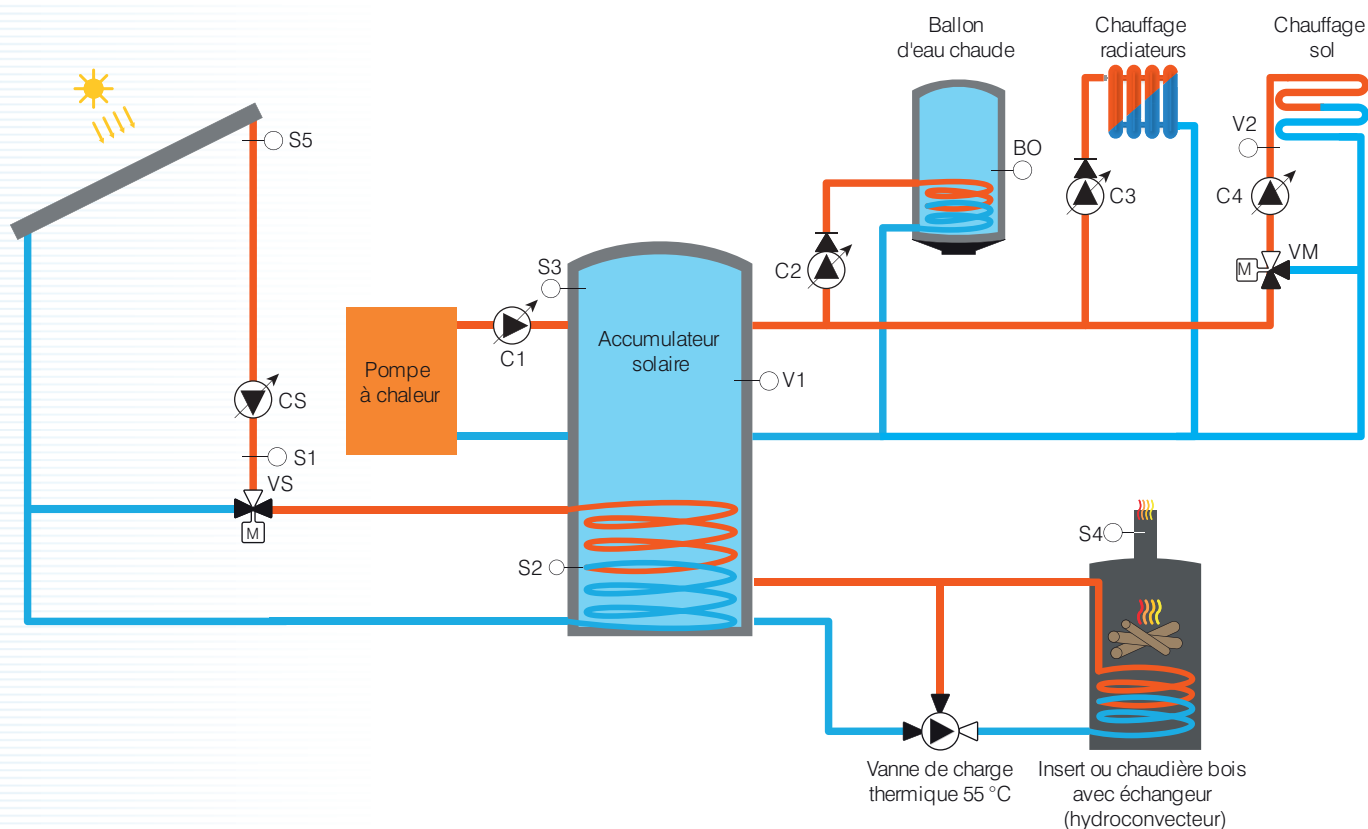 Ballon
d'eau chaude
Chauffage
radiateurs
Chauffage
sol
S5
V2
BO
C3
C4
S3
C2
VM
M
C1
Accumulateur
solaire
Pompe
à chaleur
V1
CS
S1
VS
M
S2
S4
Vanne de charge
thermique 55 °C
Insert ou chaudière bois
avec échangeur
(hydroconvecteur)